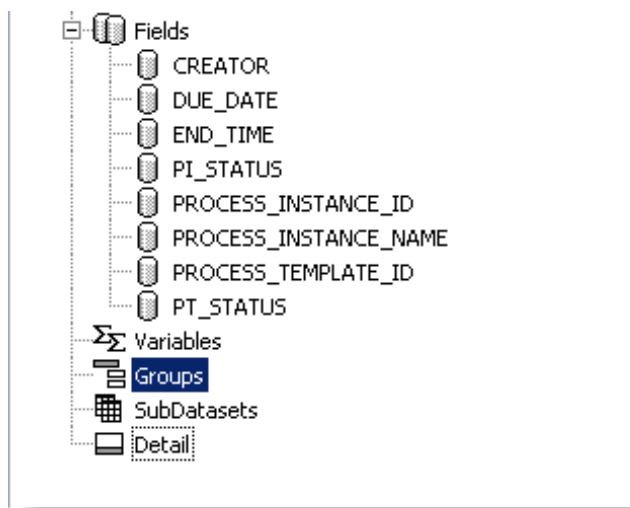 Fields
CREATOR
DUE_DATE
END_TIME
PI_STATUS
PROCESS_INSTANCE_ID
PROCESS_INSTANCE_NAME
PROCESS_TEMPLATE_ID
PT_STATUS
Variables
Groups
SubDatasets
Detail